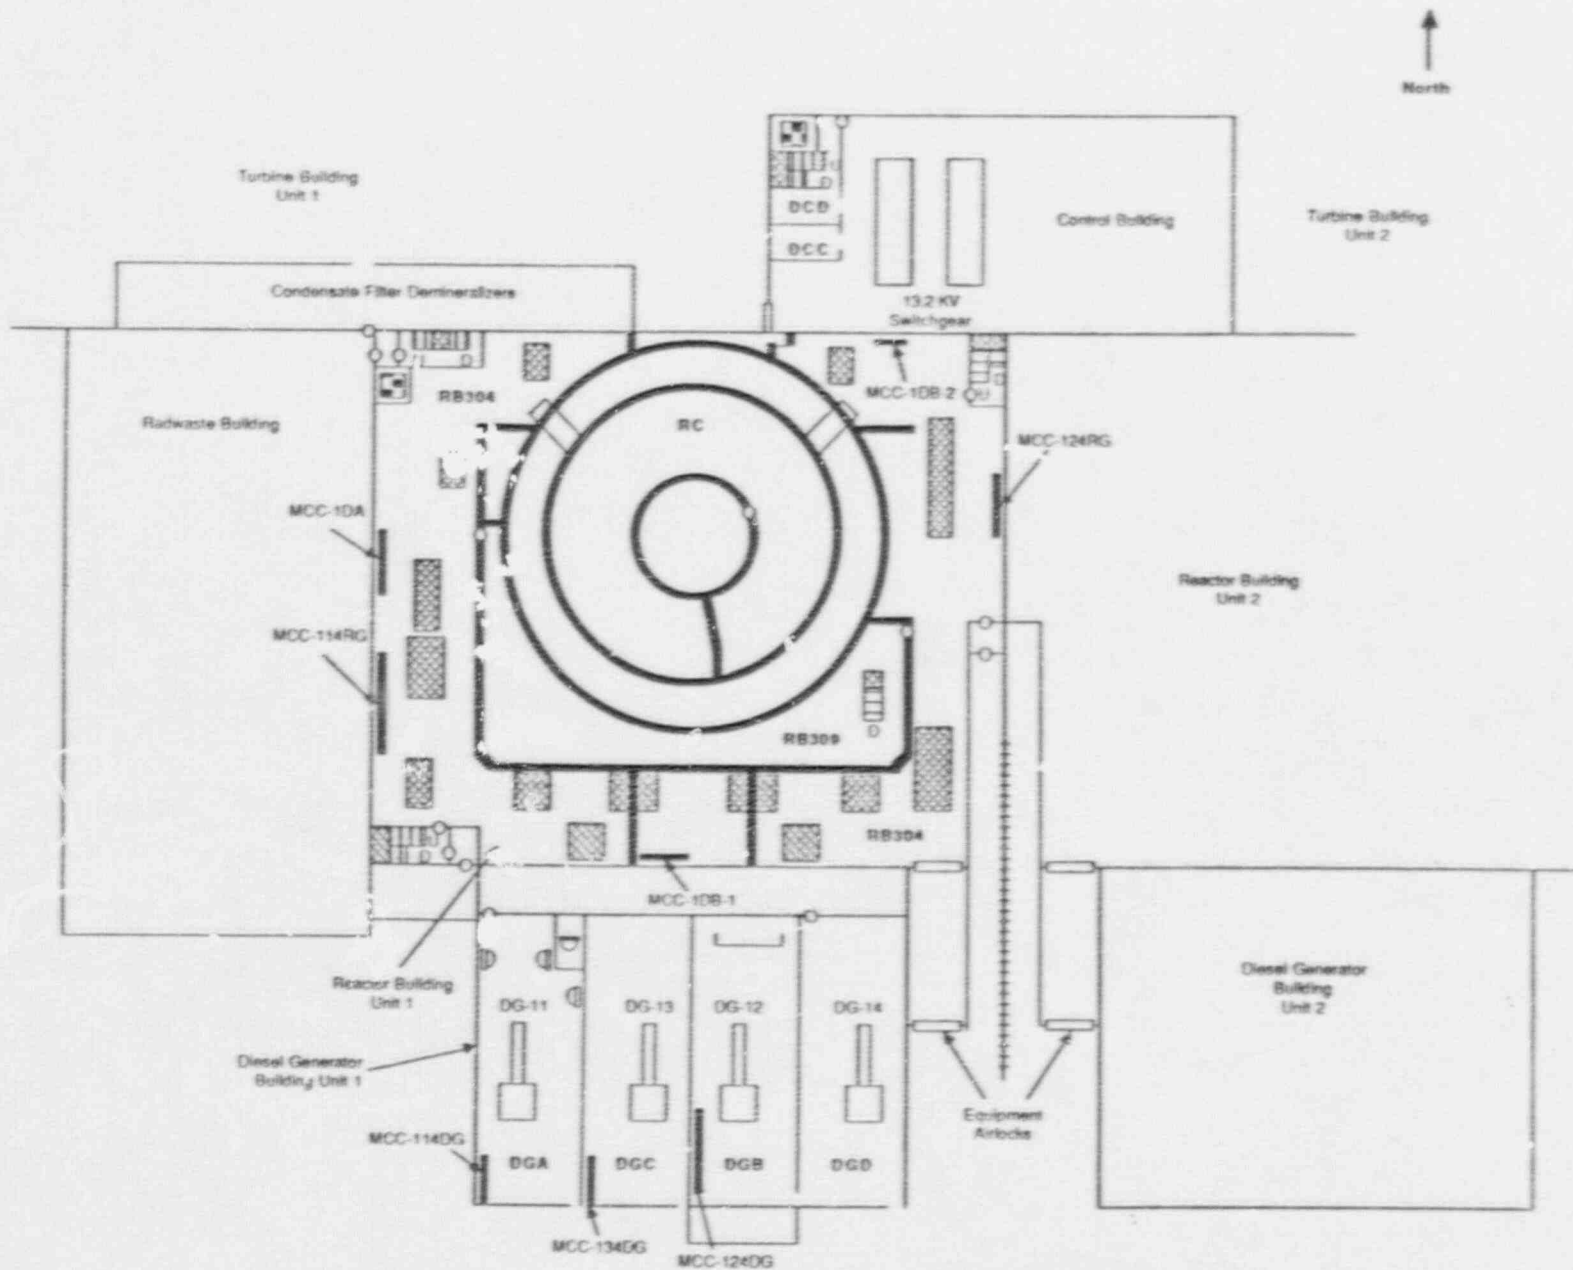 North
Turbine Building
Unit 1
DCD
DCC
Control Building
Turbine Building
Unit 2
Condensate Filter Demineralizers
13.2 KV
Switchgear
MCC-1DB-2
RB304
RC
Radwaste Building
MCC-124RG
MCC-1DA
Reactor Building
Unit 2
MCC-114RG
D
RB309
RB304
MCC-1DB-1
Reactor Building
Unit 1
DG-11
DG-13
DG-12
DG-14
Diesel Generator
Building
Unit 2
Diesel Generator
Building Unit 1
Equipment
Airlocks
MCC-114DG
DGA
DGC
DGB
DGD
MCC-134DG
MCC-124DG